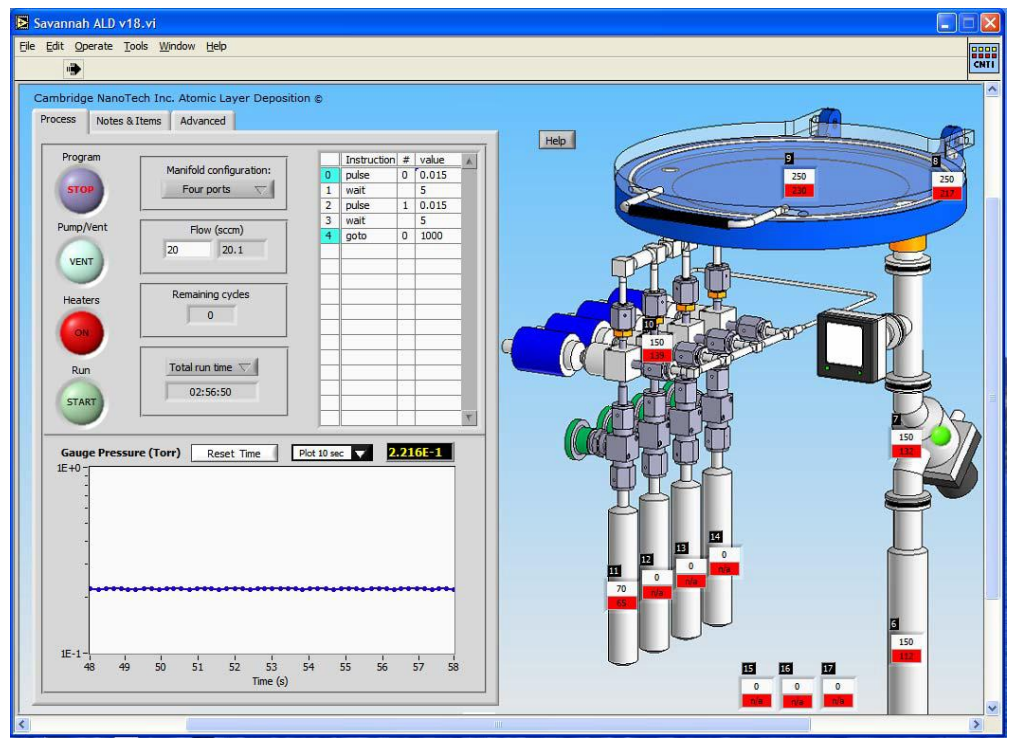 Savannah ALD v18.vi
File Edit Operate Tools Window Help
CNTI
Cambridge NanoTech Inc. Atomic Layer Deposition ©
Process Notes & Items Advanced
Help
Program
STOP
Pump/Vent
VENT
Heaters
ON
Run
START
Manifold configuration:
Four ports
Flow (sccm)
20 20.1
Remaining cycles
0
Total run time
02:56:50
Instruction # value
0 pulse 0 0.015
1 wait 5
2 pulse 1 0.015
3 wait 5
4 goto 0 1000
Gauge Pressure (Torr) Reset Time Plot 10 sec 2.216E-1
1E+0
1E-1
48 49 50 51 52 53 54 55 56 57 58
Time (s)
9
250
230
8
250
217
10
150
135
7
150
132
11
70
65
12
0
n/a
13
0
n/a
14
0
n/a
6
150
112
15 16 17
0 0 0
n/a n/a n/a